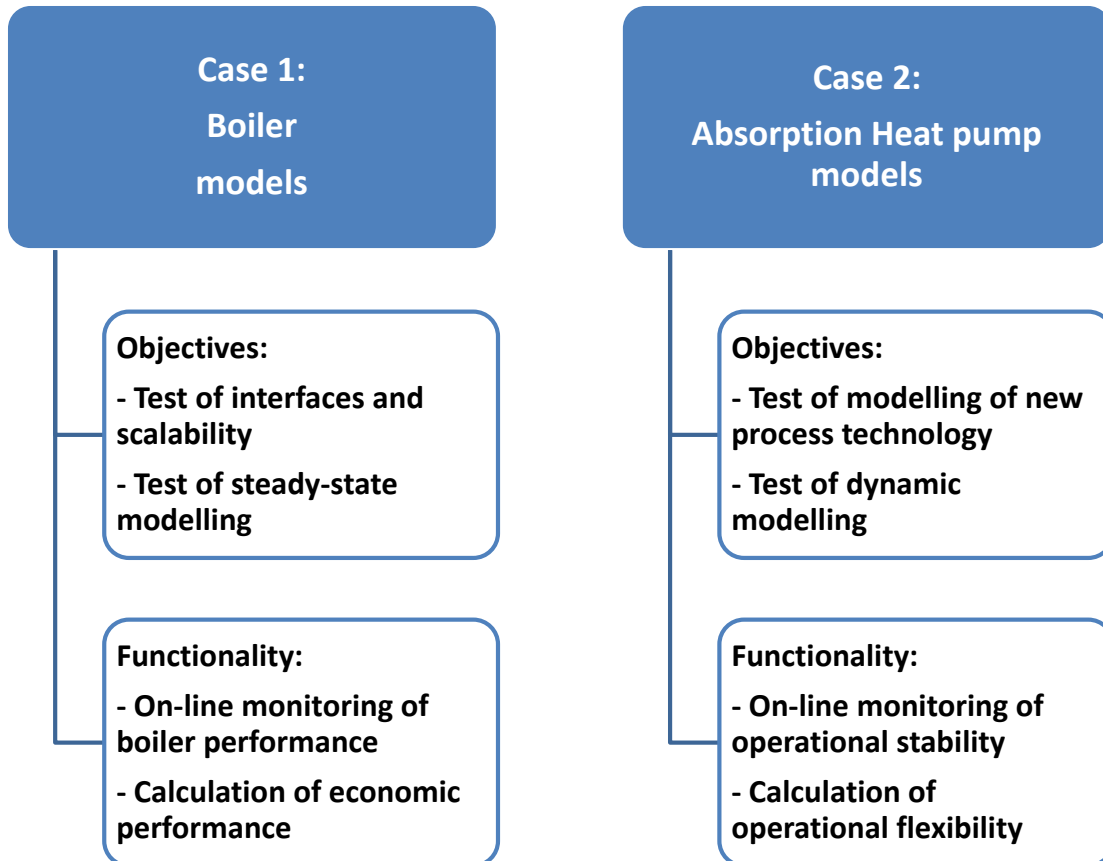 Case 1:
Boiler
models
Objectives:
- Test of interfaces and
scalability
- Test of steady-state
modelling
Functionality:
- On-line monitoring of
boiler performance
- Calculation of economic
performance
Case 2:
Absorption Heat pump
models
Objectives:
- Test of modelling of new
process technology
- Test of dynamic
modelling
Functionality:
- On-line monitoring of
operational stability
- Calculation of
operational flexibility